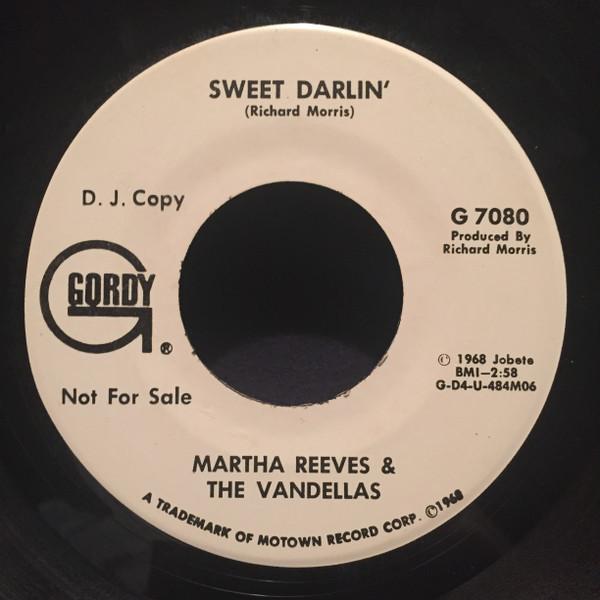 SWEET DARLIN'
(Richard Morris)
D. J. Copy
G 7080
Produced By
Richard Morris
GORDY
®
Not For Sale
© 1968 Jobete
BMI—2:58
G-D4-U-484M06
MARTHA REEVES &
THE VANDELLAS
A TRADEMARK OF MOTOWN RECORD CORP. ©1968